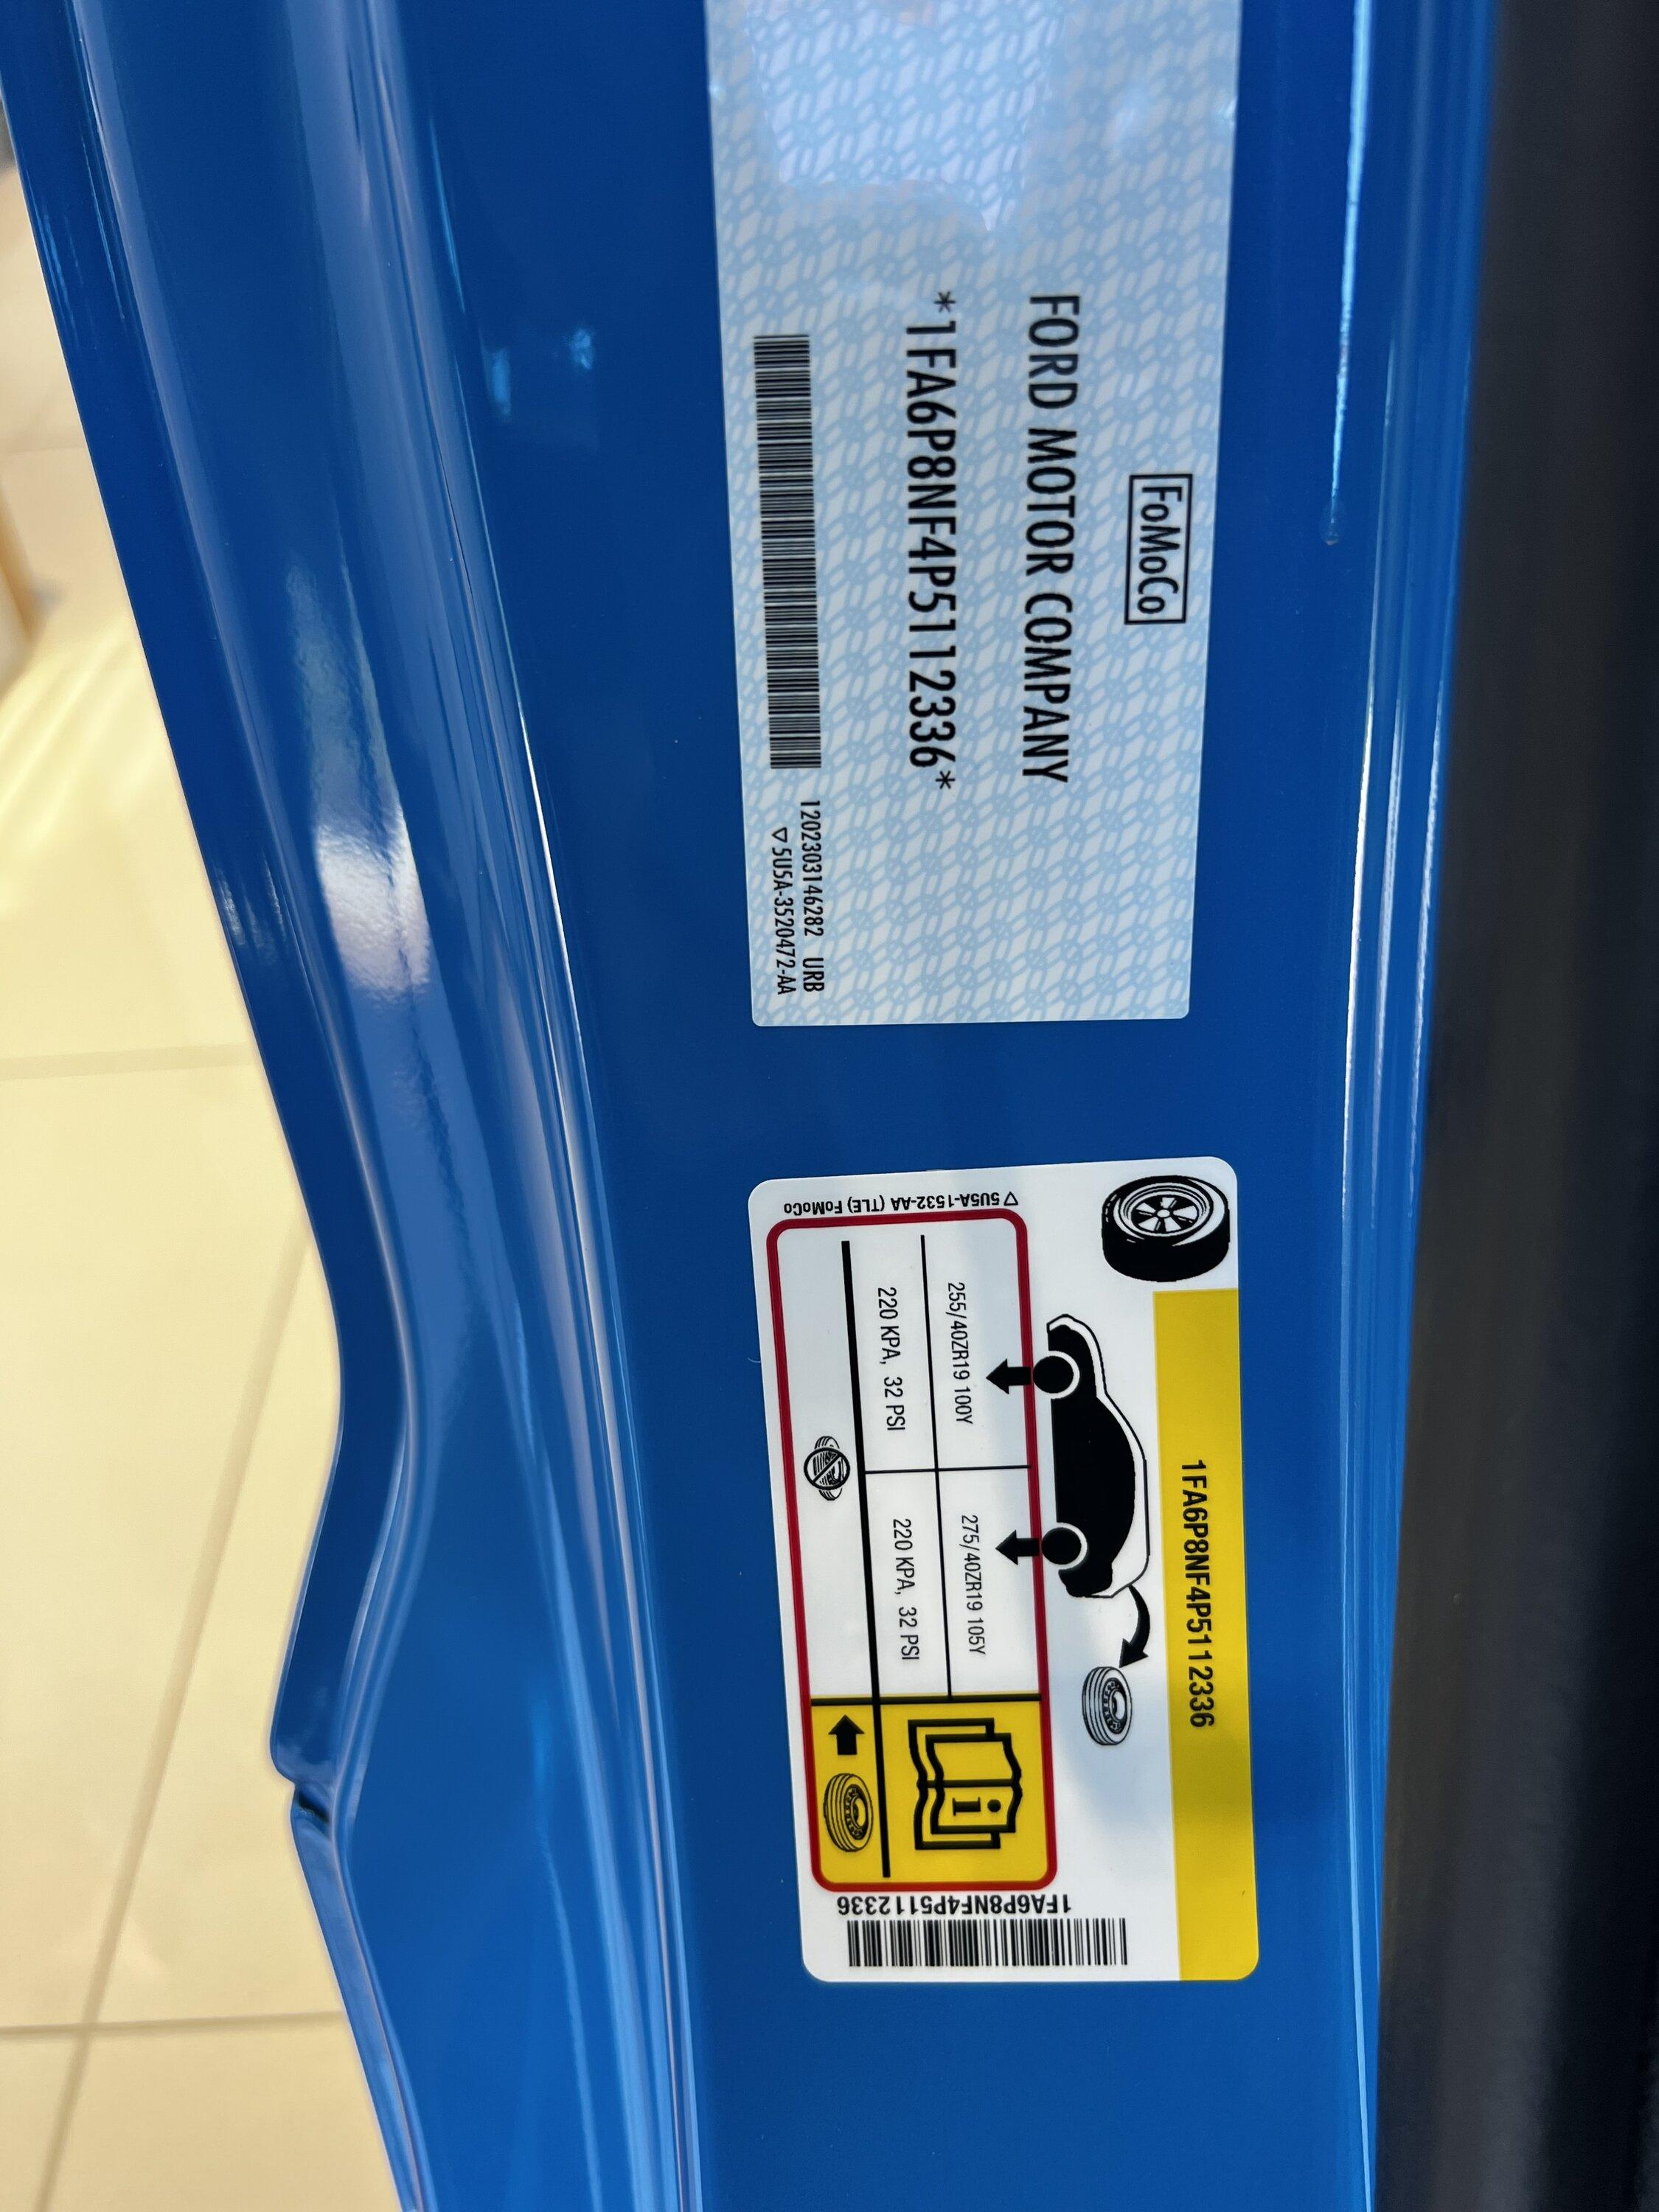 FoMoCo
FORD MOTOR COMPANY
*1FA6P8NF4P5112336*
1202303146282 URB
▽5U5A-3520472-AA
1FA6P8NF4P5112336
255/40ZR19 100Y
275/40ZR19 105Y
220 KPA, 32 PSI
220 KPA, 32 PSI
i
▽ 5U5A-1532-AA (TLE) FoMoCo
1FA6P8NF4P5112336